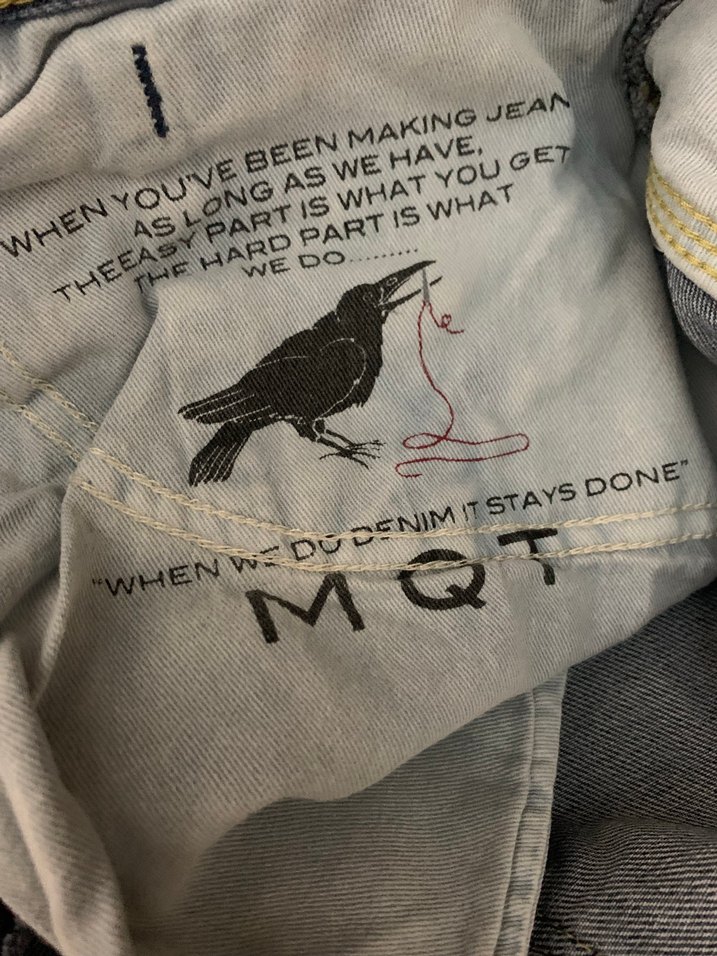 WHEN YOU'VE BEEN MAKING JEAN
AS LONG AS WE HAVE,
THEEASY PART IS WHAT YOU GET
THE HARD PART IS WHAT
WE DO.........
"WHEN WE DO DENIM IT STAYS DONE"
MQT